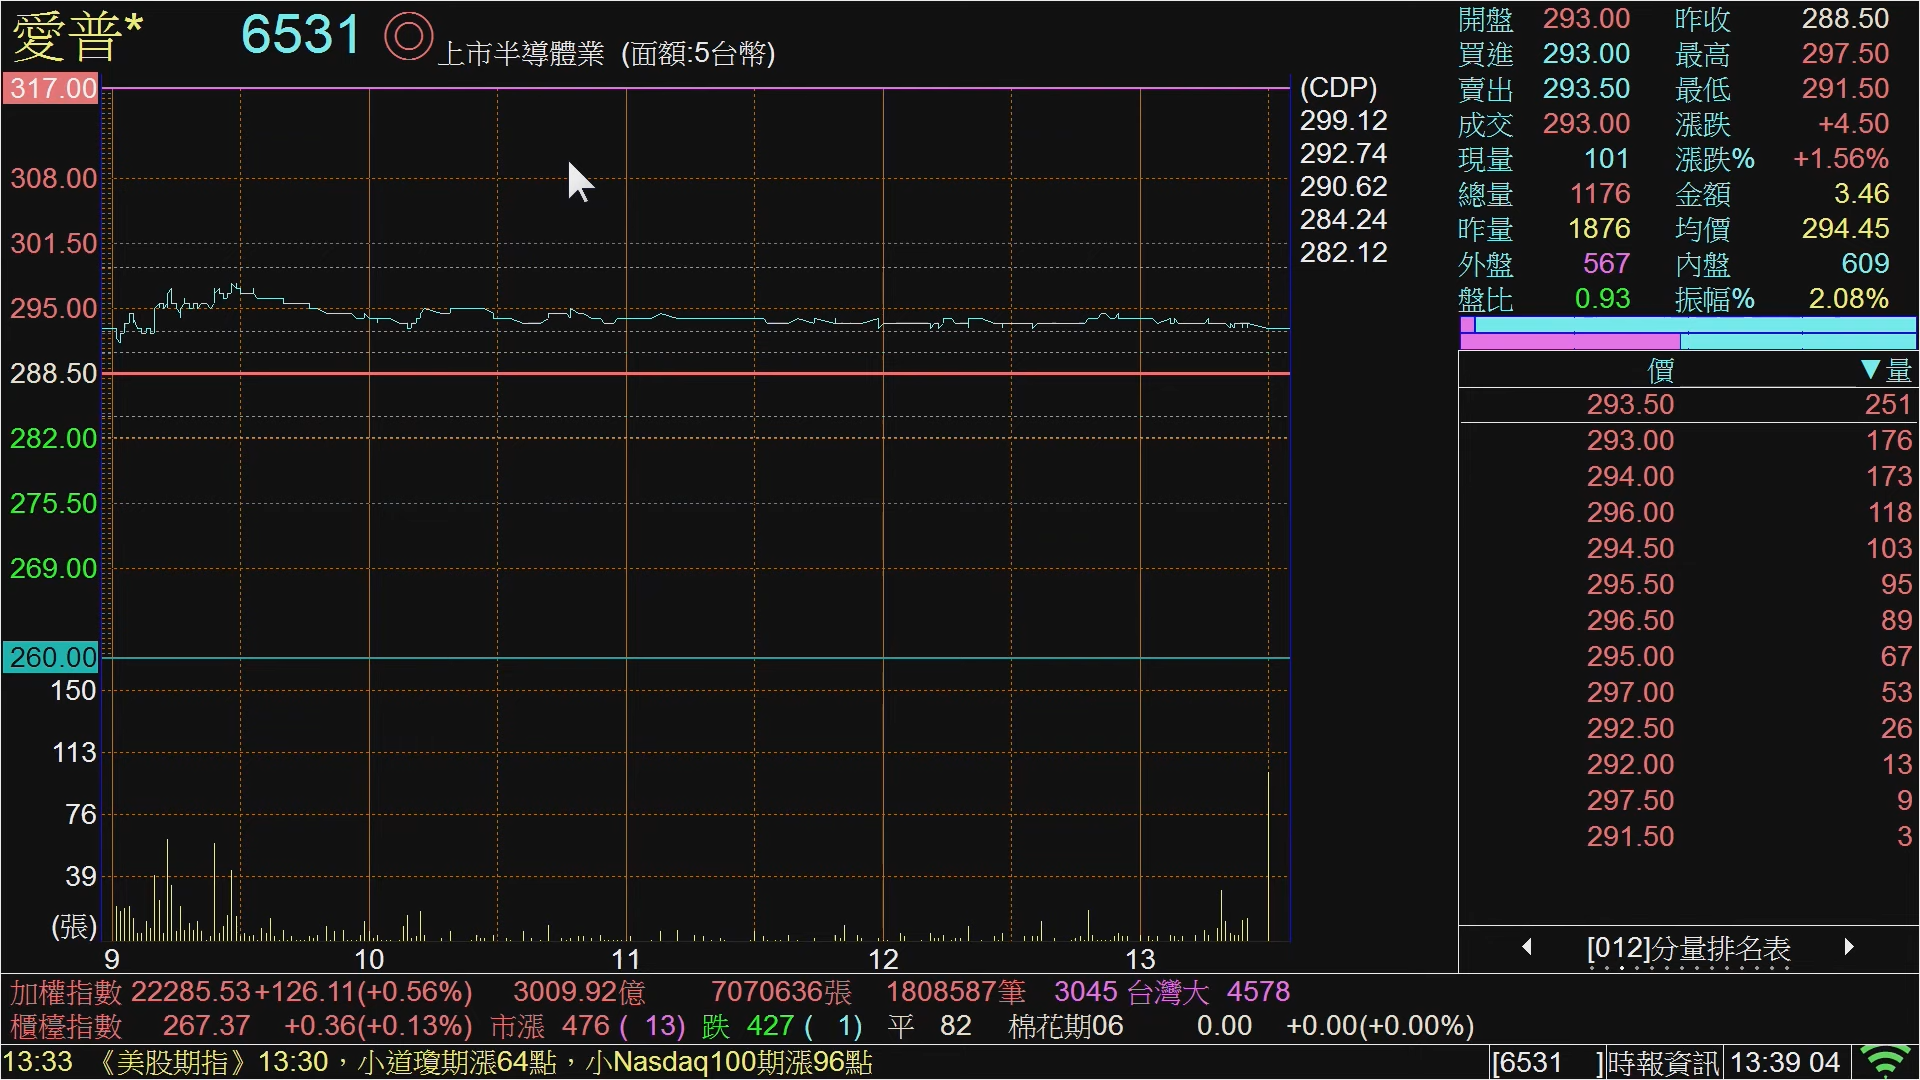 愛普* 6531 ◎ 上市半導體業 (面額:5台幣)
317.00
308.00
301.50
295.00
288.50
282.00
275.50
269.00
260.00
150
113
76
39
(張)
9 10 11 12 13
(CDP)
299.12
292.74
290.62
284.24
282.12
開盤 293.00 昨收 288.50
買進 293.00 最高 297.50
賣出 293.50 最低 291.50
成交 293.00 漲跌 +4.50
現量 101 漲跌% +1.56%
總量 1176 金額 3.46
昨量 1876 均價 294.45
外盤 567 內盤 609
盤比 0.93 振幅% 2.08%
價 ▼量
293.50 251
293.00 176
294.00 173
296.00 118
294.50 103
295.50 95
296.50 89
295.00 67
297.00 53
292.50 26
292.00 13
297.50 9
291.50 3
[012]分量排名表
加權指數 22285.53+126.11(+0.56%) 3009.92億 7070636張 1808587筆 3045 台灣大 4578
櫃檯指數 267.37 +0.36(+0.13%) 市漲 476 ( 13) 跌 427 ( 1) 平 82 棉花期06 0.00 +0.00(+0.00%)
13:33 《美股期指》13:30，小道瓊期漲64點，小Nasdaq100期漲96點 [6531 ]時報資訊 13:39 04